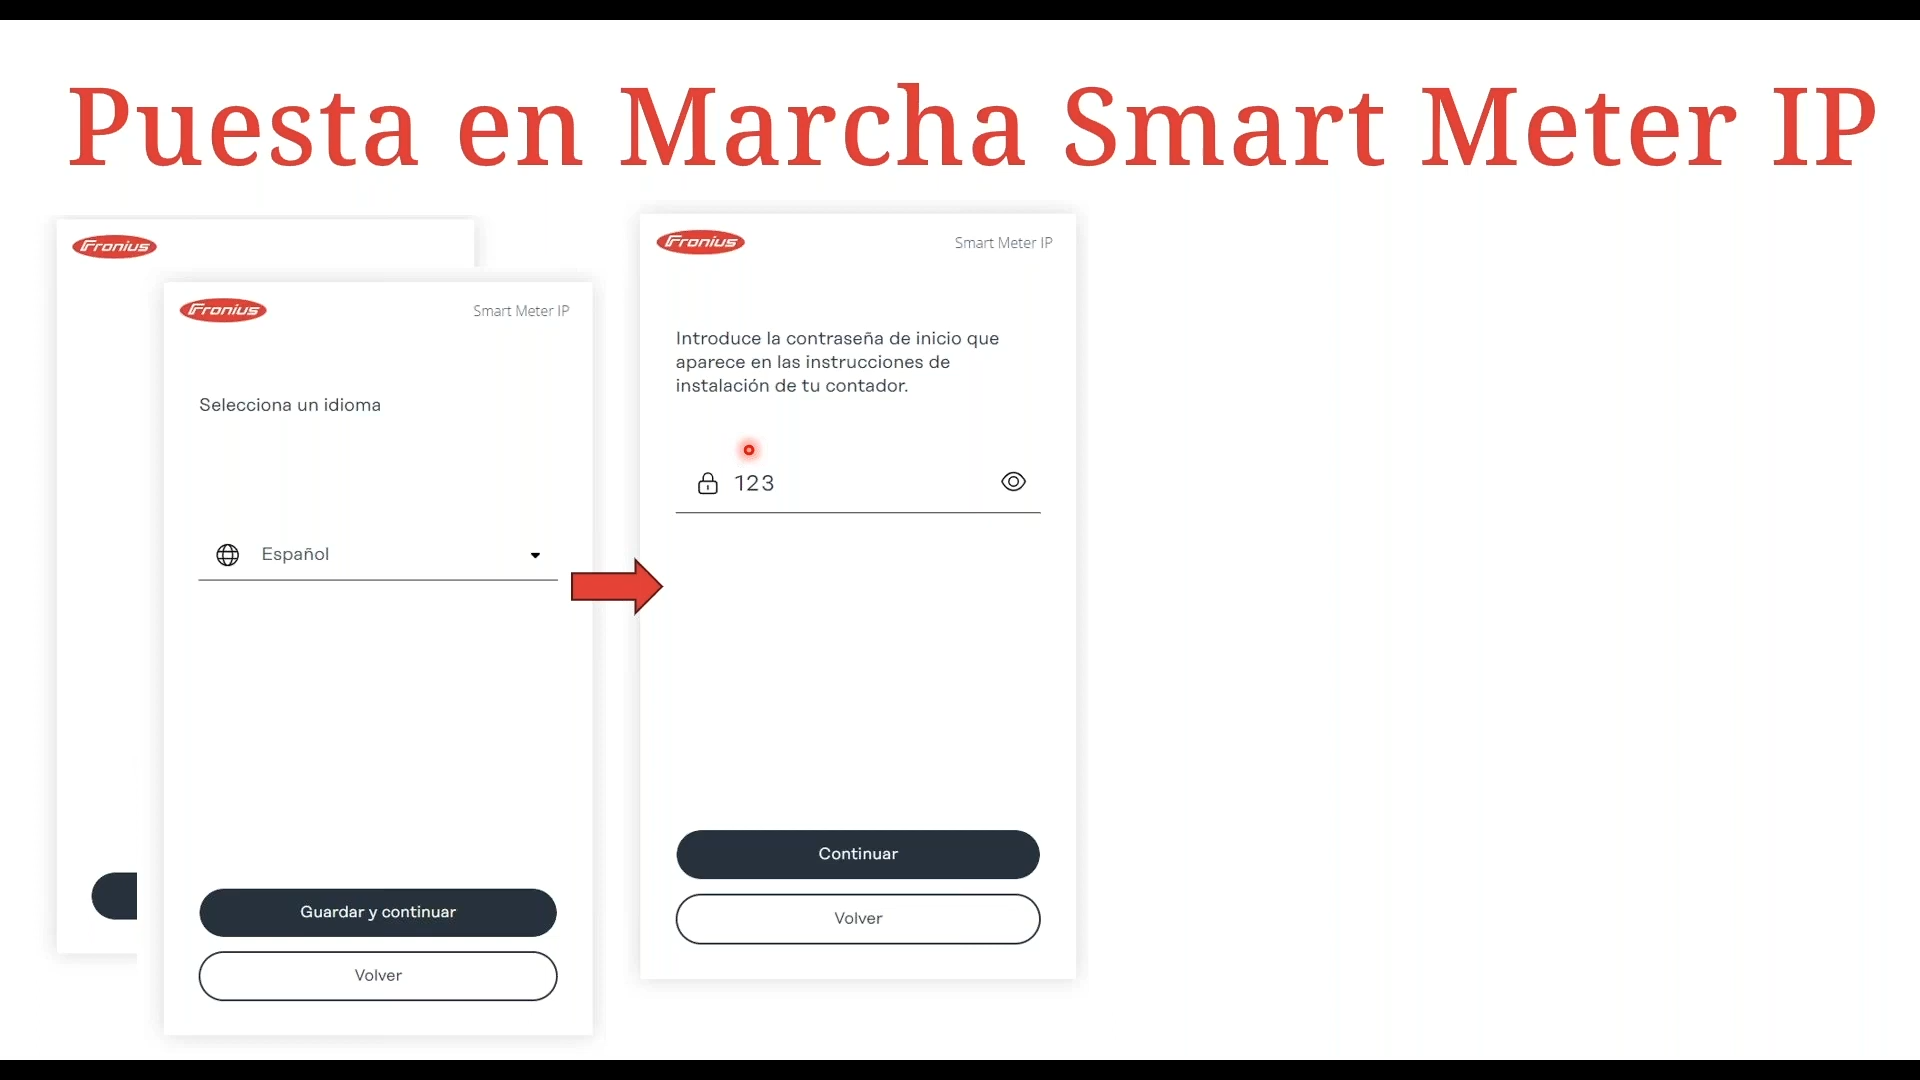 Puesta en Marcha Smart Meter IP
Fronius
Fronius
Smart Meter IP
Selecciona un idioma
Español
Guardar y continuar
Volver
Fronius
Smart Meter IP
Introduce la contraseña de inicio que
aparece en las instrucciones de
instalación de tu contador.
123
Continuar
Volver